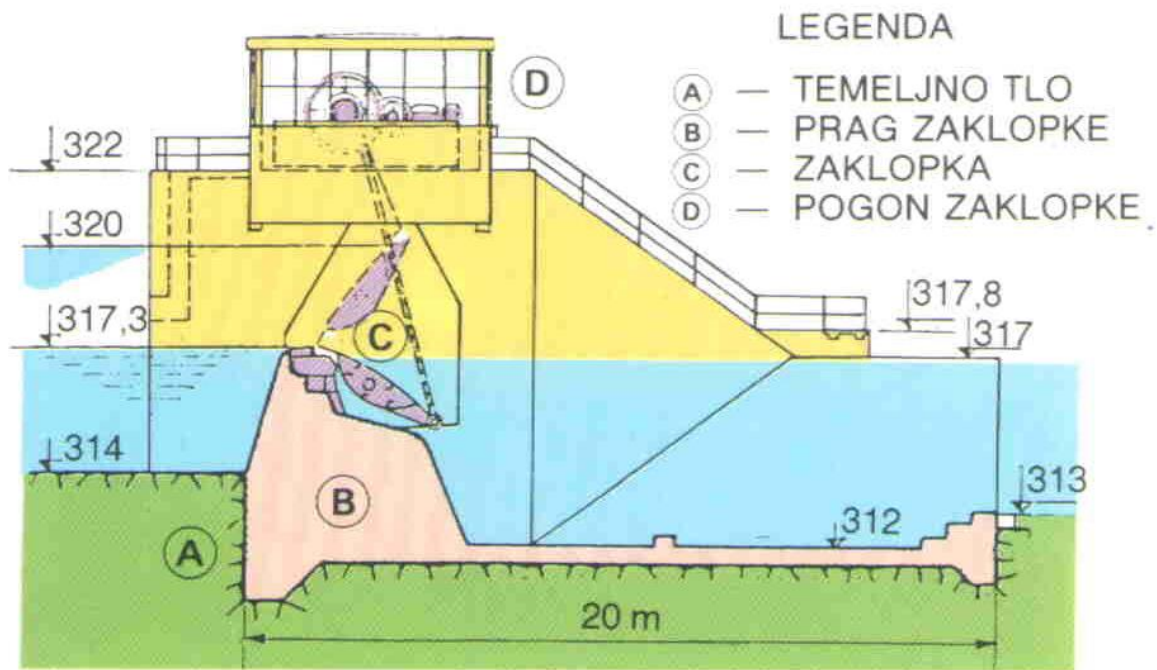 LEGENDA
A — TEMELJNO TLO
B — PRAG ZAKLOPKE
C — ZAKLOPKA
D — POGON ZAKLOPKE
D
322
320
317,3
C
317,8
317
314
B
313
A
312
20 m